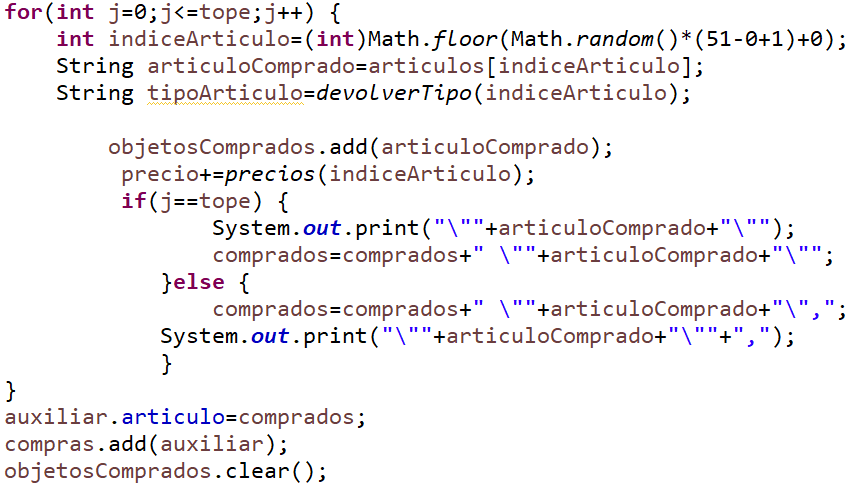 for(int j=0;j<=tope;j++) {
    int indiceArticulo=(int)Math.floor(Math.random()*(51-0+1)+0);
    String articuloComprado=articulos[indiceArticulo];
    String tipoArticulo=devolverTipo(indiceArticulo);

        objetosComprados.add(articuloComprado);
         precio+=precios(indiceArticulo);
         if(j==tope) {
                System.out.print("\""+articuloComprado+"\"");
                comprados=comprados+" \""+articuloComprado+"\"";
            }else {
                comprados=comprados+" \""+articuloComprado+"\",";
            System.out.print("\""+articuloComprado+"\""+",");
            }
}
auxiliar.articulo=comprados;
compras.add(auxiliar);
objetosComprados.clear();